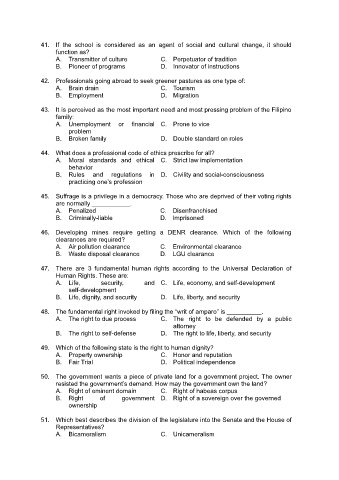 41. If the school is considered as an agent of social and cultural change, it should
function as?
A. Transmitter of culture C. Perpetuator of tradition
B. Pioneer of programs D. Innovator of instructions
42. Professionals going abroad to seek greener pastures as one type of:
A. Brain drain C. Tourism
B. Employment D. Migration
43. It is perceived as the most important need and most pressing problem of the Filipino
family:
A. Unemployment or financial C. Prone to vice
problem
B. Broken family D. Double standard on roles
44. What does a professional code of ethics prescribe for all?
A. Moral standards and ethical C. Strict law implementation
behavior
B. Rules and regulations in D. Civility and social-consciousness
practicing one's profession
45. Suffrage is a privilege in a democracy. Those who are deprived of their voting rights
are normally ____________.
A. Penalized C. Disenfranchised
B. Criminally-liable D. Imprisoned
46. Developing mines require getting a DENR clearance. Which of the following
clearances are required?
A. Air pollution clearance C. Environmental clearance
B. Waste disposal clearance D. LGU clearance
47. There are 3 fundamental human rights according to the Universal Declaration of
Human Rights. These are:
A. Life, security, and C. Life, economy, and self-development
self-development
B. Life, dignity, and security D. Life, liberty, and security
48. The fundamental right invoked by filing the "writ of amparo" is ___________.
A. The right to due process C. The right to be defended by a public
attorney
B. The right to self-defense D. The right to life, liberty, and security
49. Which of the following state is the right to human dignity?
A. Property ownership C. Honor and reputation
B. Fair Trial D. Political independence
50. The government wants a piece of private land for a government project. The owner
resisted the government's demand. How may the government own the land?
A. Right of eminent domain C. Right of habeas corpus
B. Right of government D. Right of a sovereign over the governed
ownership
51. Which best describes the division of the legislature into the Senate and the House of
Representatives?
A. Bicameralism C. Unicameralism